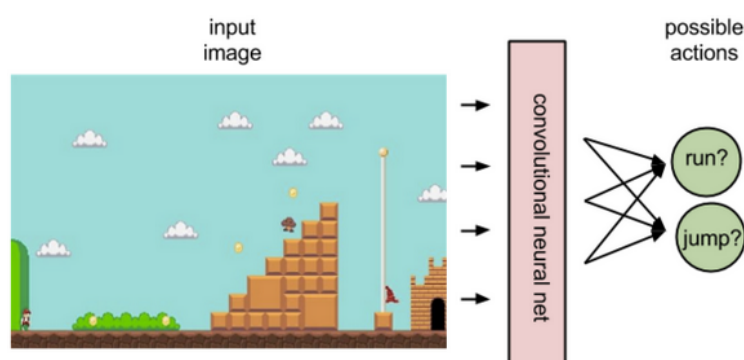 input
image
convolutional neural net
possible
actions
run?
jump?